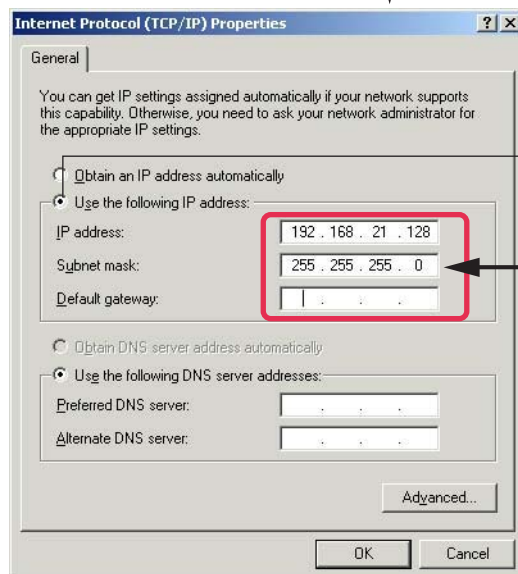 Internet Protocol (TCP/IP) Properties
? X
General
You can get IP settings assigned automatically if your network supports
this capability. Otherwise, you need to ask your network administrator for
the appropriate IP settings.
Obtain an IP address automatically
Use the following IP address:
IP address: 192 . 168 . 21 . 128
Subnet mask: 255 . 255 . 255 . 0
Default gateway: . . .
Obtain DNS server address automatically
Use the following DNS server addresses:
Preferred DNS server: . . .
Alternate DNS server: . . .
Advanced...
OK Cancel